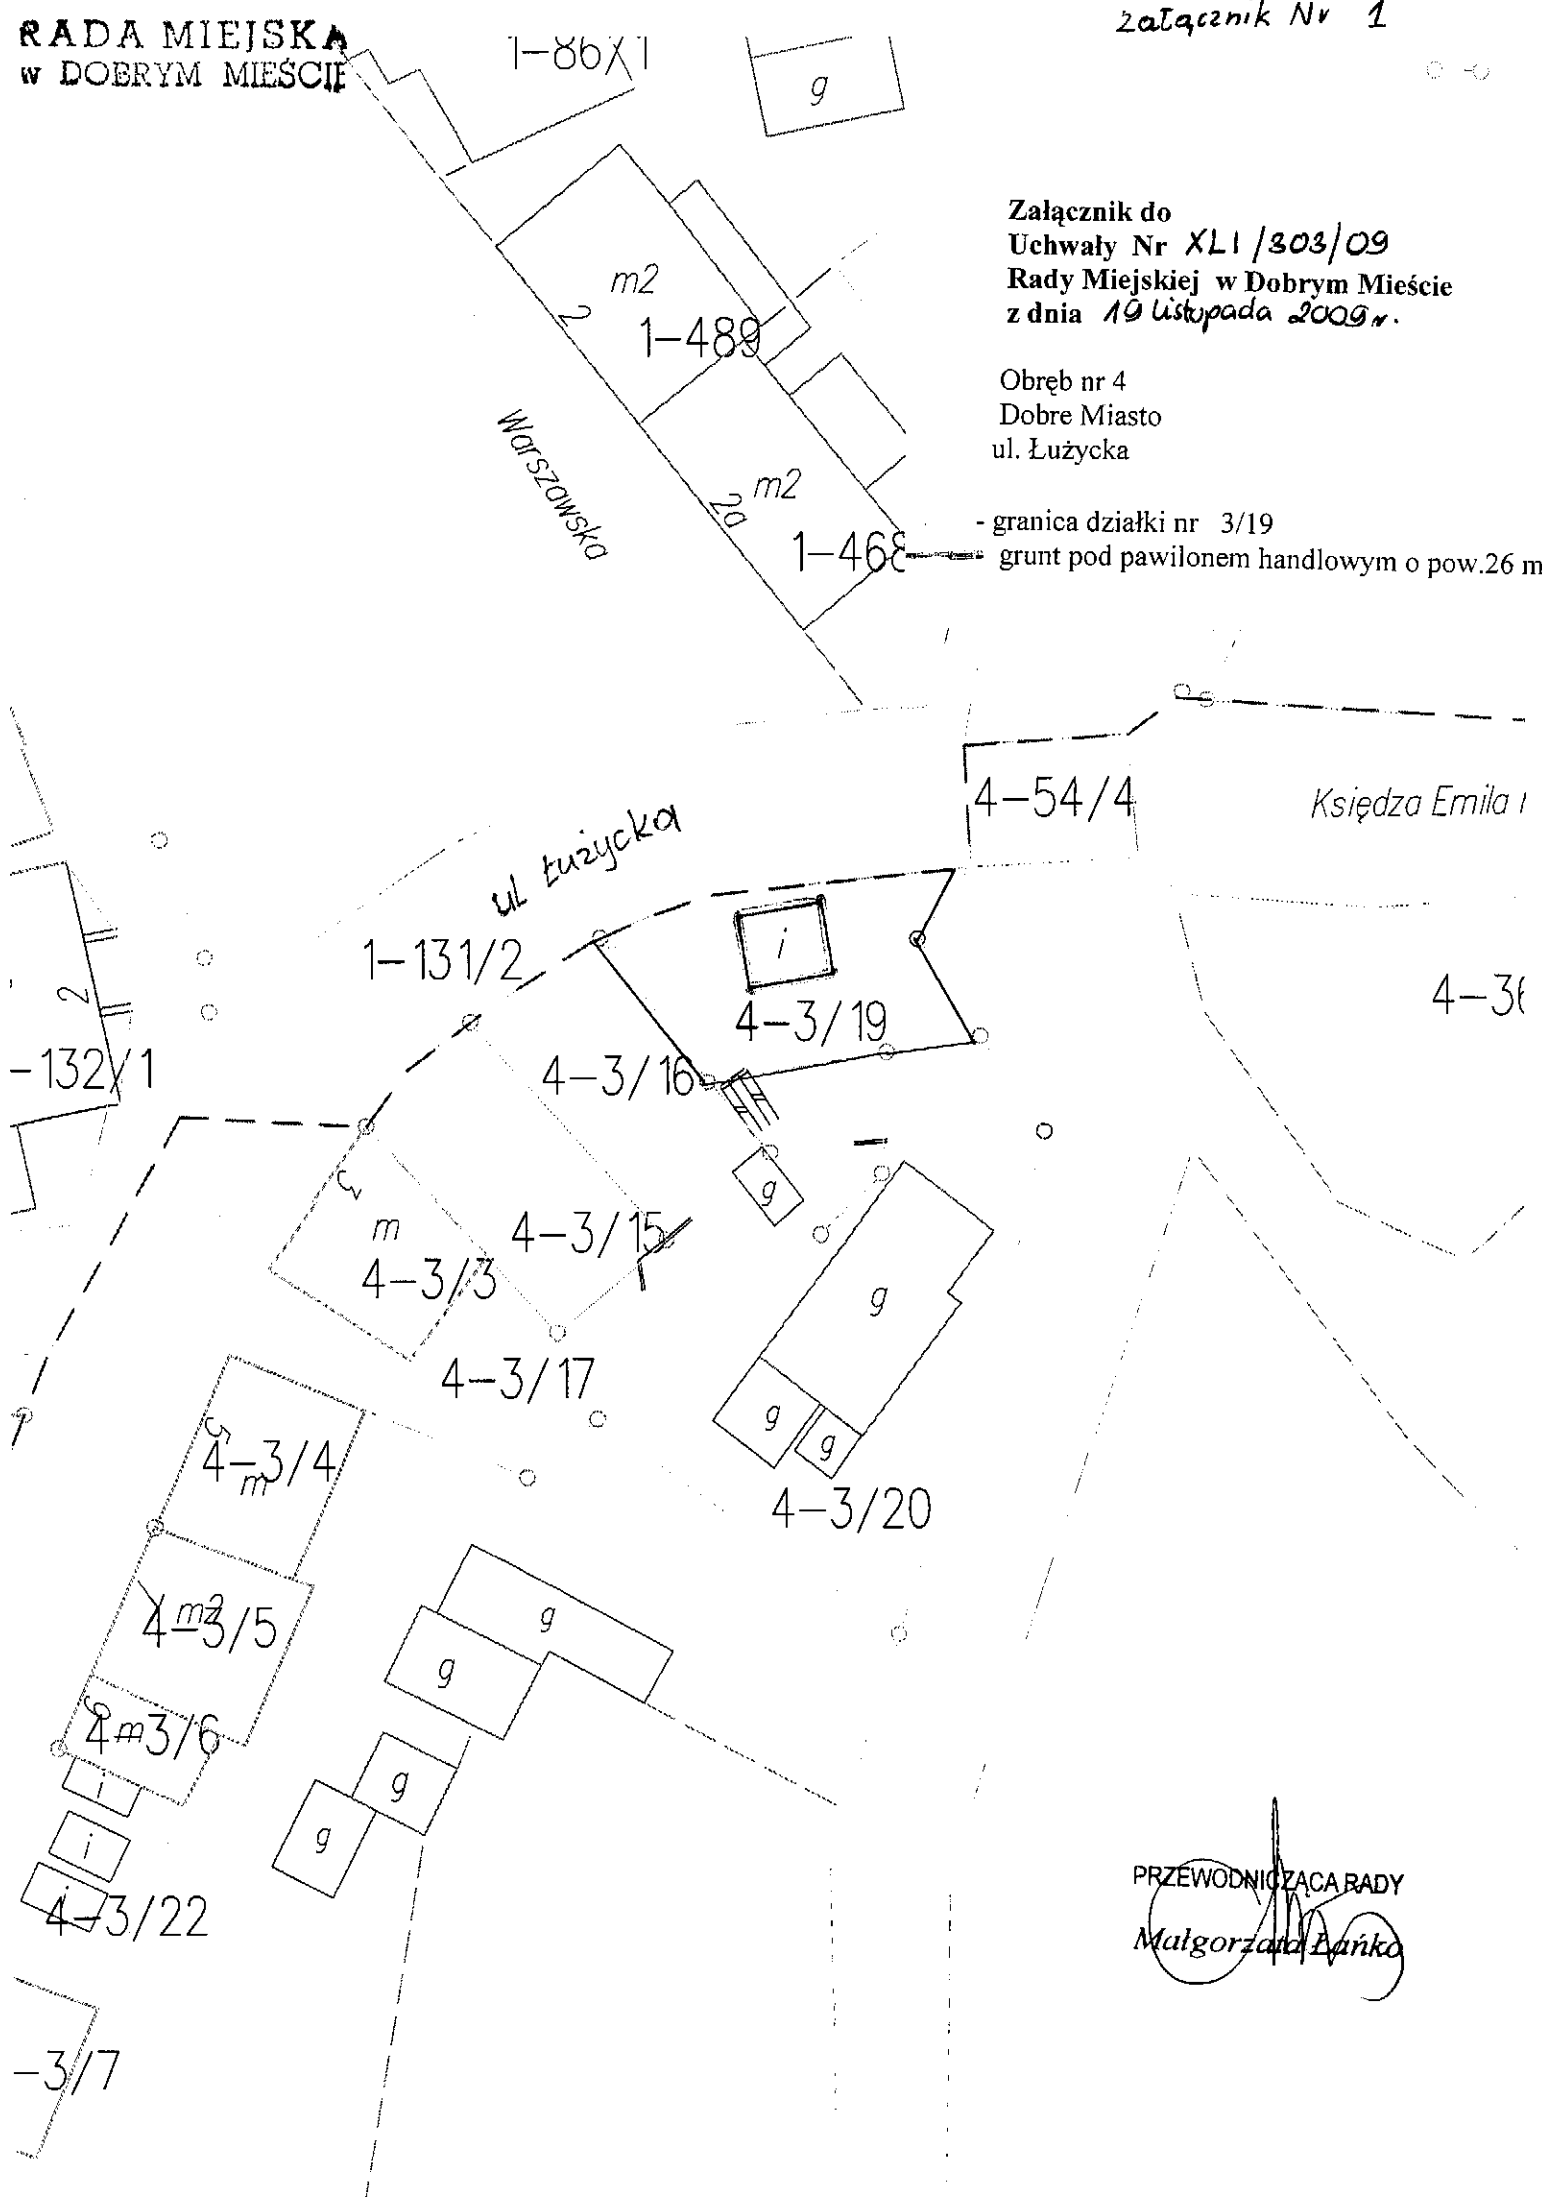 RADA MIEJSKA
w DOBRYM MIEŚCIE
załącznik Nr 1
1-86/1
g
Załącznik do
Uchwały Nr XLI/303/09
Rady Miejskiej w Dobrym Mieście
z dnia 19 listopada 2009 r.
m2
2
1-489
Obręb nr 4
Dobre Miasto
ul. Łużycka
Warszawska
m2
2a
1-468
- granica działki nr 3/19
grunt pod pawilonem handlowym o pow.26 m
4-54/4
Księdza Emila
ul Łużycka
1-131/2
i
4-3/19
4-36
2
-132/1
4-3/16
g
3
m
4-3/3
4-3/15
g
4-3/17
5
4-3/4
m
g
g
4-3/20
m2
4-3/5
g
g
4-3/6
m
i
g
i
g
i
4-3/22
PRZEWODNICZĄCA RADY
Małgorzata Łańko
-3/7